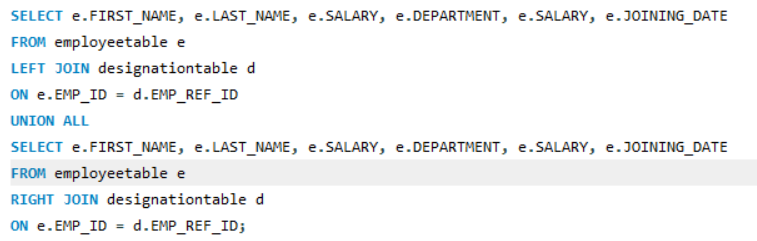 SELECT e.FIRST_NAME, e.LAST_NAME, e.SALARY, e.DEPARTMENT, e.SALARY, e.JOINING_DATE
FROM employeetable e
LEFT JOIN designationtable d
ON e.EMP_ID = d.EMP_REF_ID
UNION ALL
SELECT e.FIRST_NAME, e.LAST_NAME, e.SALARY, e.DEPARTMENT, e.SALARY, e.JOINING_DATE
FROM employeetable e
RIGHT JOIN designationtable d
ON e.EMP_ID = d.EMP_REF_ID;